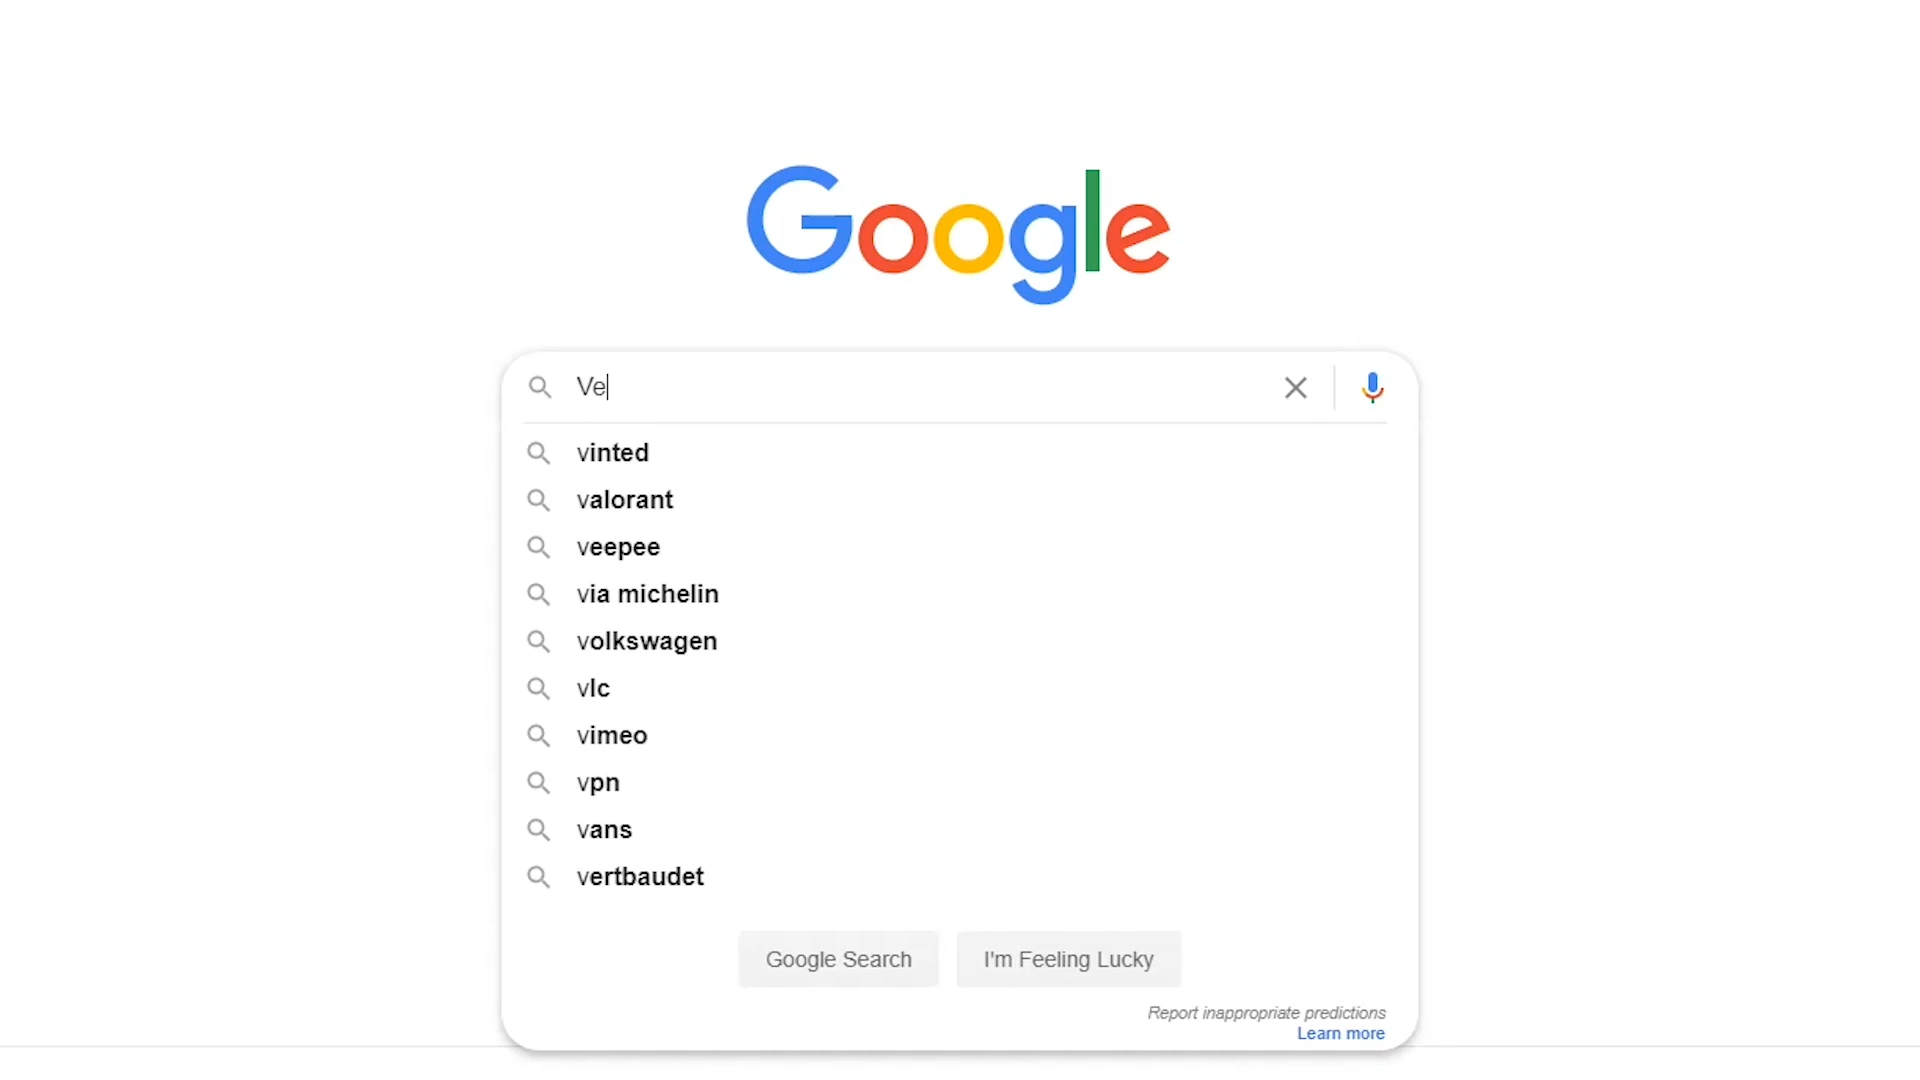 Google
Ve
vinted
valorant
veepee
via michelin
volkswagen
vlc
vimeo
vpn
vans
vertbaudet
Google Search
I'm Feeling Lucky
Report inappropriate predictions
Learn more